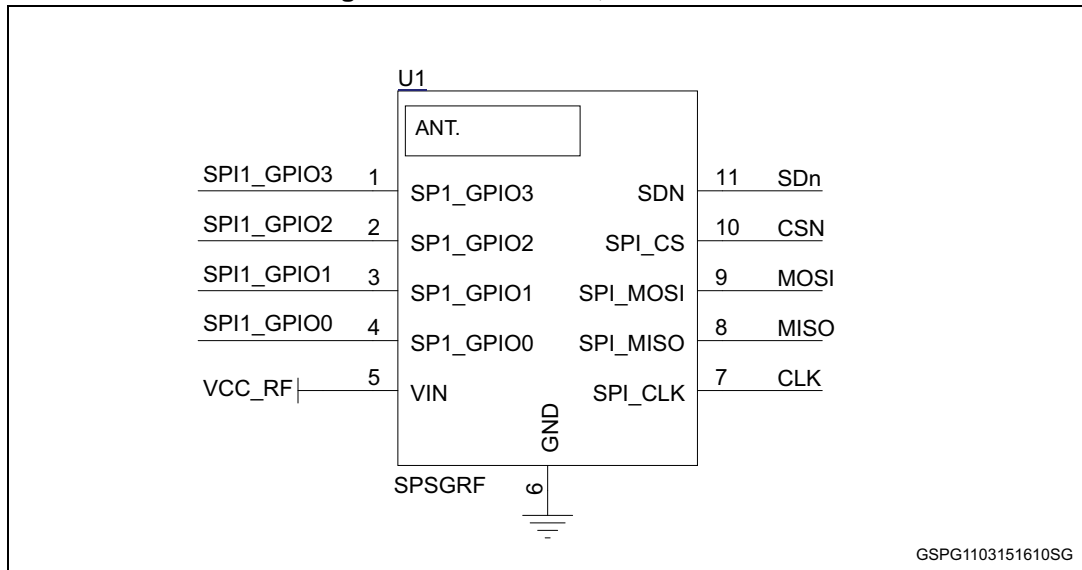 U1
ANT.
SPI1_GPIO3 1 SP1_GPIO3 SDN 11 SDn
SPI1_GPIO2 2 SP1_GPIO2 SPI_CS 10 CSN
SPI1_GPIO1 3 SP1_GPIO1 SPI_MOSI 9 MOSI
SPI1_GPIO0 4 SP1_GPIO0 SPI_MISO 8 MISO
VCC_RF 5 VIN SPI_CLK 7 CLK
GND
SPSGRF 6
GSPG1103151610SG